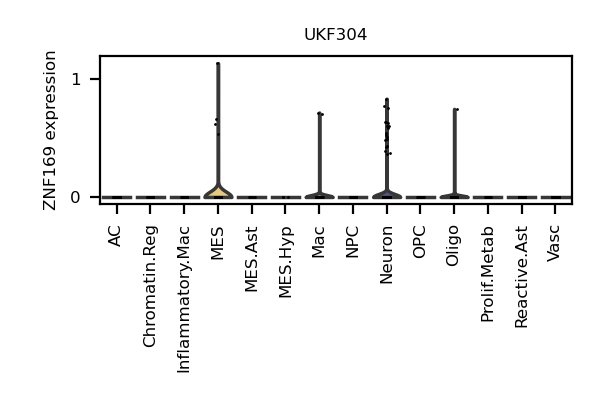 UKF304
ZNF169 expression
1
0
AC
Chromatin.Reg
Inflammatory.Mac
MES
MES.Ast
MES.Hyp
Mac
NPC
Neuron
OPC
Oligo
Prolif.Metab
Reactive.Ast
Vasc